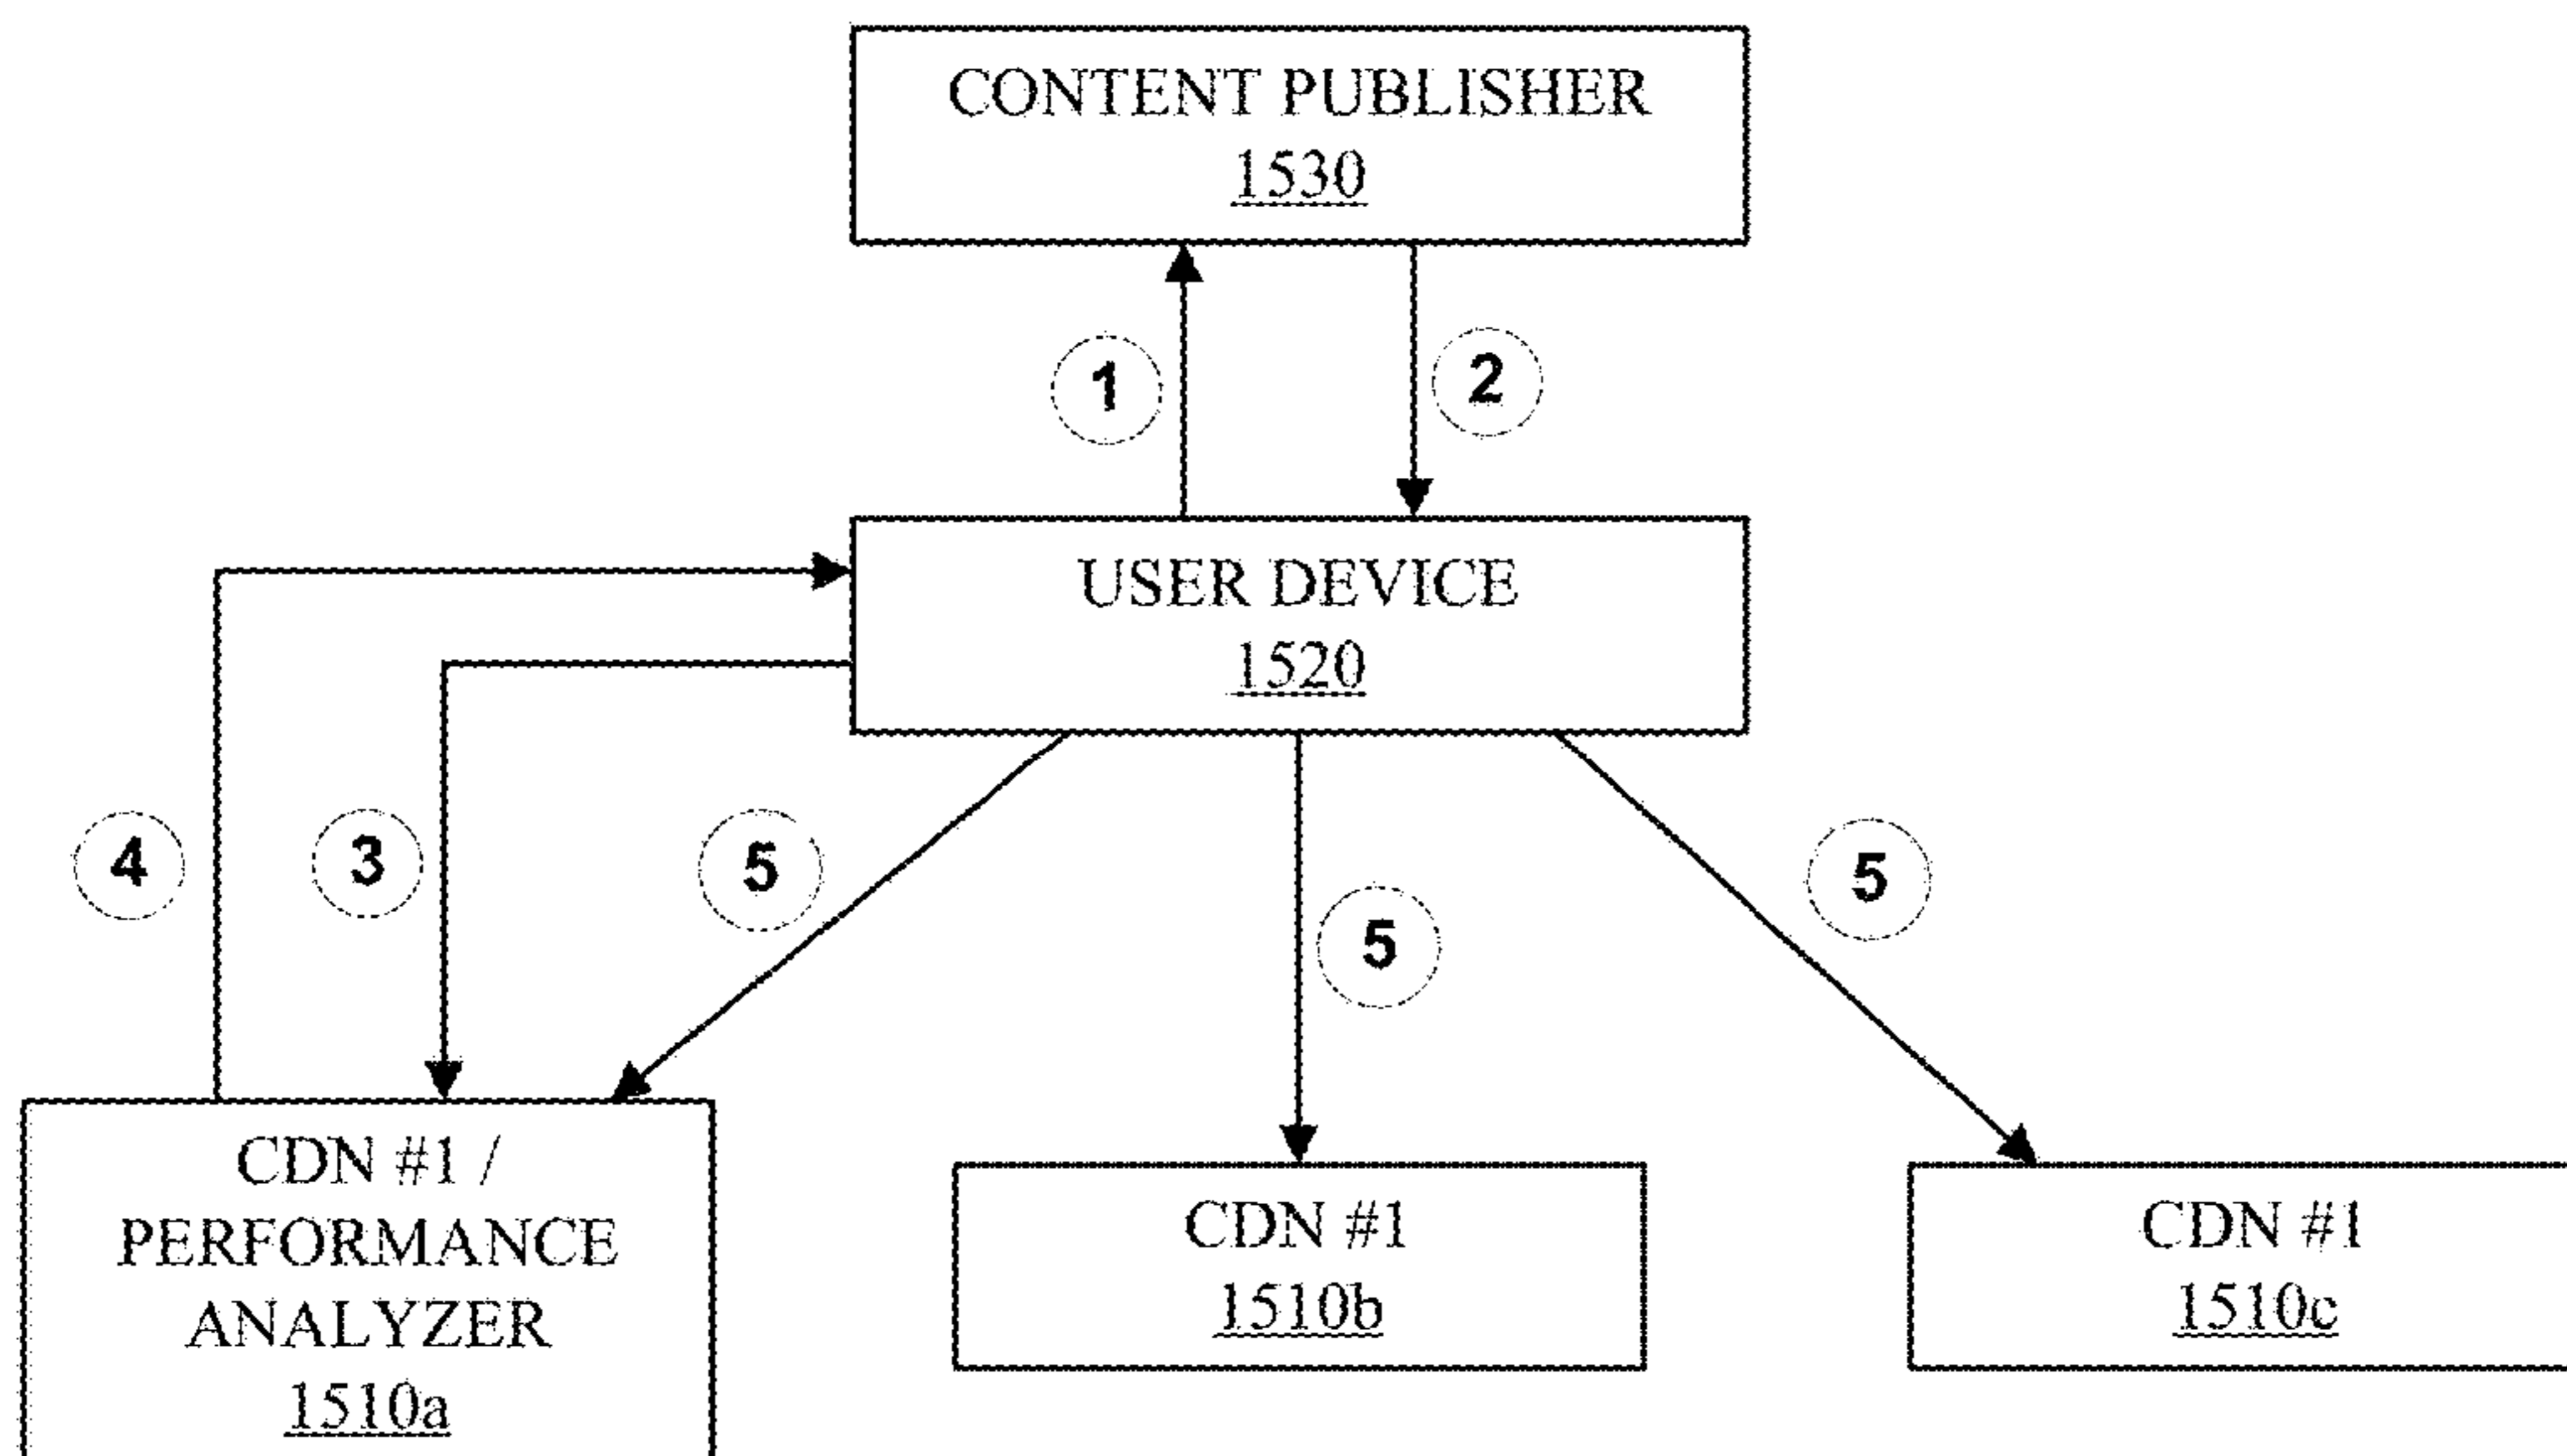 CONTENT PUBLISHER
1530
1
2
USER DEVICE
1520
4
3
5
5
5
CDN #1 /
PERFORMANCE
ANALYZER
1510a
CDN #1
1510b
CDN #1
1510c